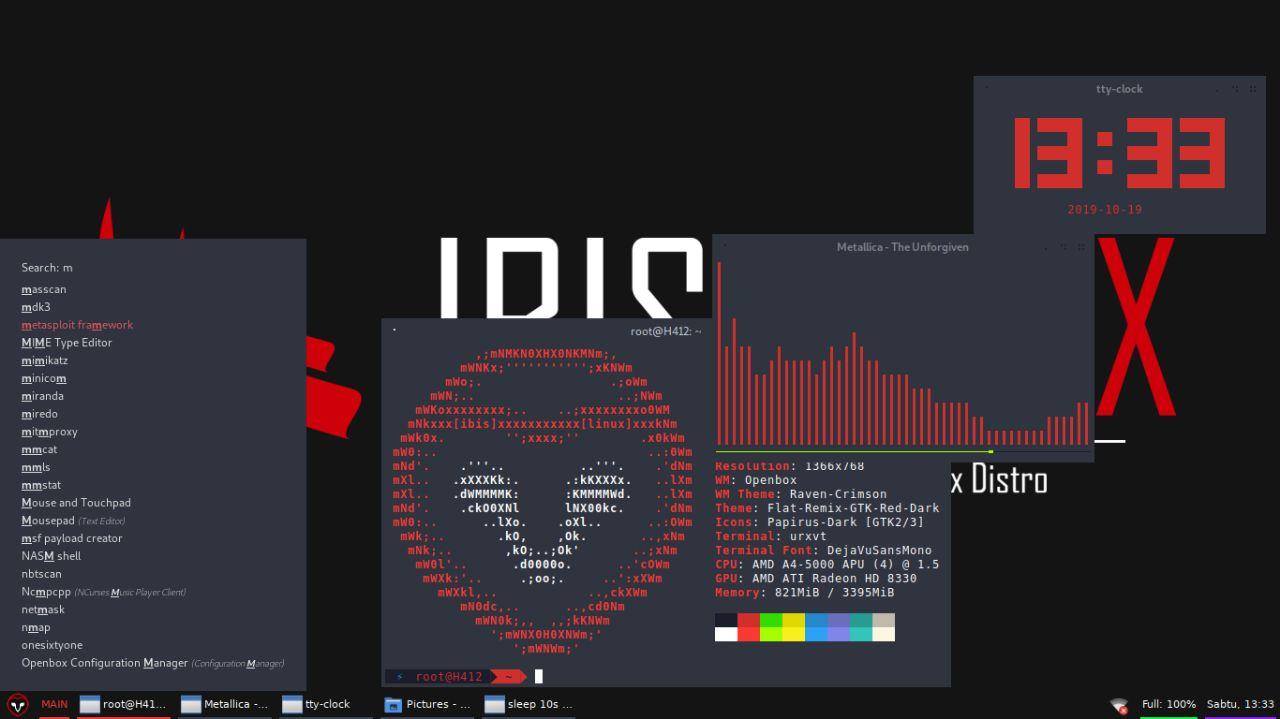 tty-clock
13:33
2019-10-19
IBIS
X
x Distro
Metallica - The Unforgiven
Search: m
masscan
mdk3
metasploit framework
MIME Type Editor
mimikatz
minicom
miranda
miredo
mitmproxy
mmcat
mmls
mmstat
Mouse and Touchpad
Mousepad (Text Editor)
msf payload creator
NASM shell
nbtscan
Ncmpcpp (NCurses Music Player Client)
netmask
nmap
onesixtyone
Openbox Configuration Manager (Configuration Manager)
root@H412: ~
,;mNMKN0XHX0NKMNm;,
mWNKx;'''''''''';xKNWm
mWo;. .;oWm
mWN;.. ..;NWm
mWKoxxxxxxxx;.. ..;xxxxxxxxo0WM
mNkxxx[ibis]xxxxxxxxxxx[linux]xxxkNm
mWk0x. '';xxxx;'' .x0kWm
mW0:.. ..:0Wm
mNd'. .'''.. ..'''. .'dNm
mXl.. .xXXXKk:. .:kKXXXx. ..lXm
mXl.. .dWMMMMK: :KMMMMWd. ..lXm
mNd'. .ckO0XNl lNX00kc. .'dNm
mW0:.. ..lXo. .oXl.. ..:OWm
mWk;.. .kO, ,Ok. ..,xNm
mNk;.. ,kO;..;Ok' ..;xNm
mW0l'.. .d0000o. ..'cOWm
mWXk:'.. .;oo;. ..':xXWm
mWXkl,.. ..,ckXWm
mN0dc,.. ..,cd0Nm
mWN0k;,, ,,;kKNWm
';mWNX0H0XNWm;'
';mWNWm;'
Resolution: 1366x768
WM: Openbox
WM Theme: Raven-Crimson
Theme: Flat-Remix-GTK-Red-Dark
Icons: Papirus-Dark [GTK2/3]
Terminal: urxvt
Terminal Font: DejaVuSansMono
CPU: AMD A4-5000 APU (4) @ 1.5
GPU: AMD ATI Radeon HD 8330
Memory: 821MiB / 3395MiB
⚡ root@H412 ~
MAIN
root@H41...
Metallica -...
tty-clock
Pictures - ...
sleep 10s ...
Full: 100%
Sabtu, 13:33